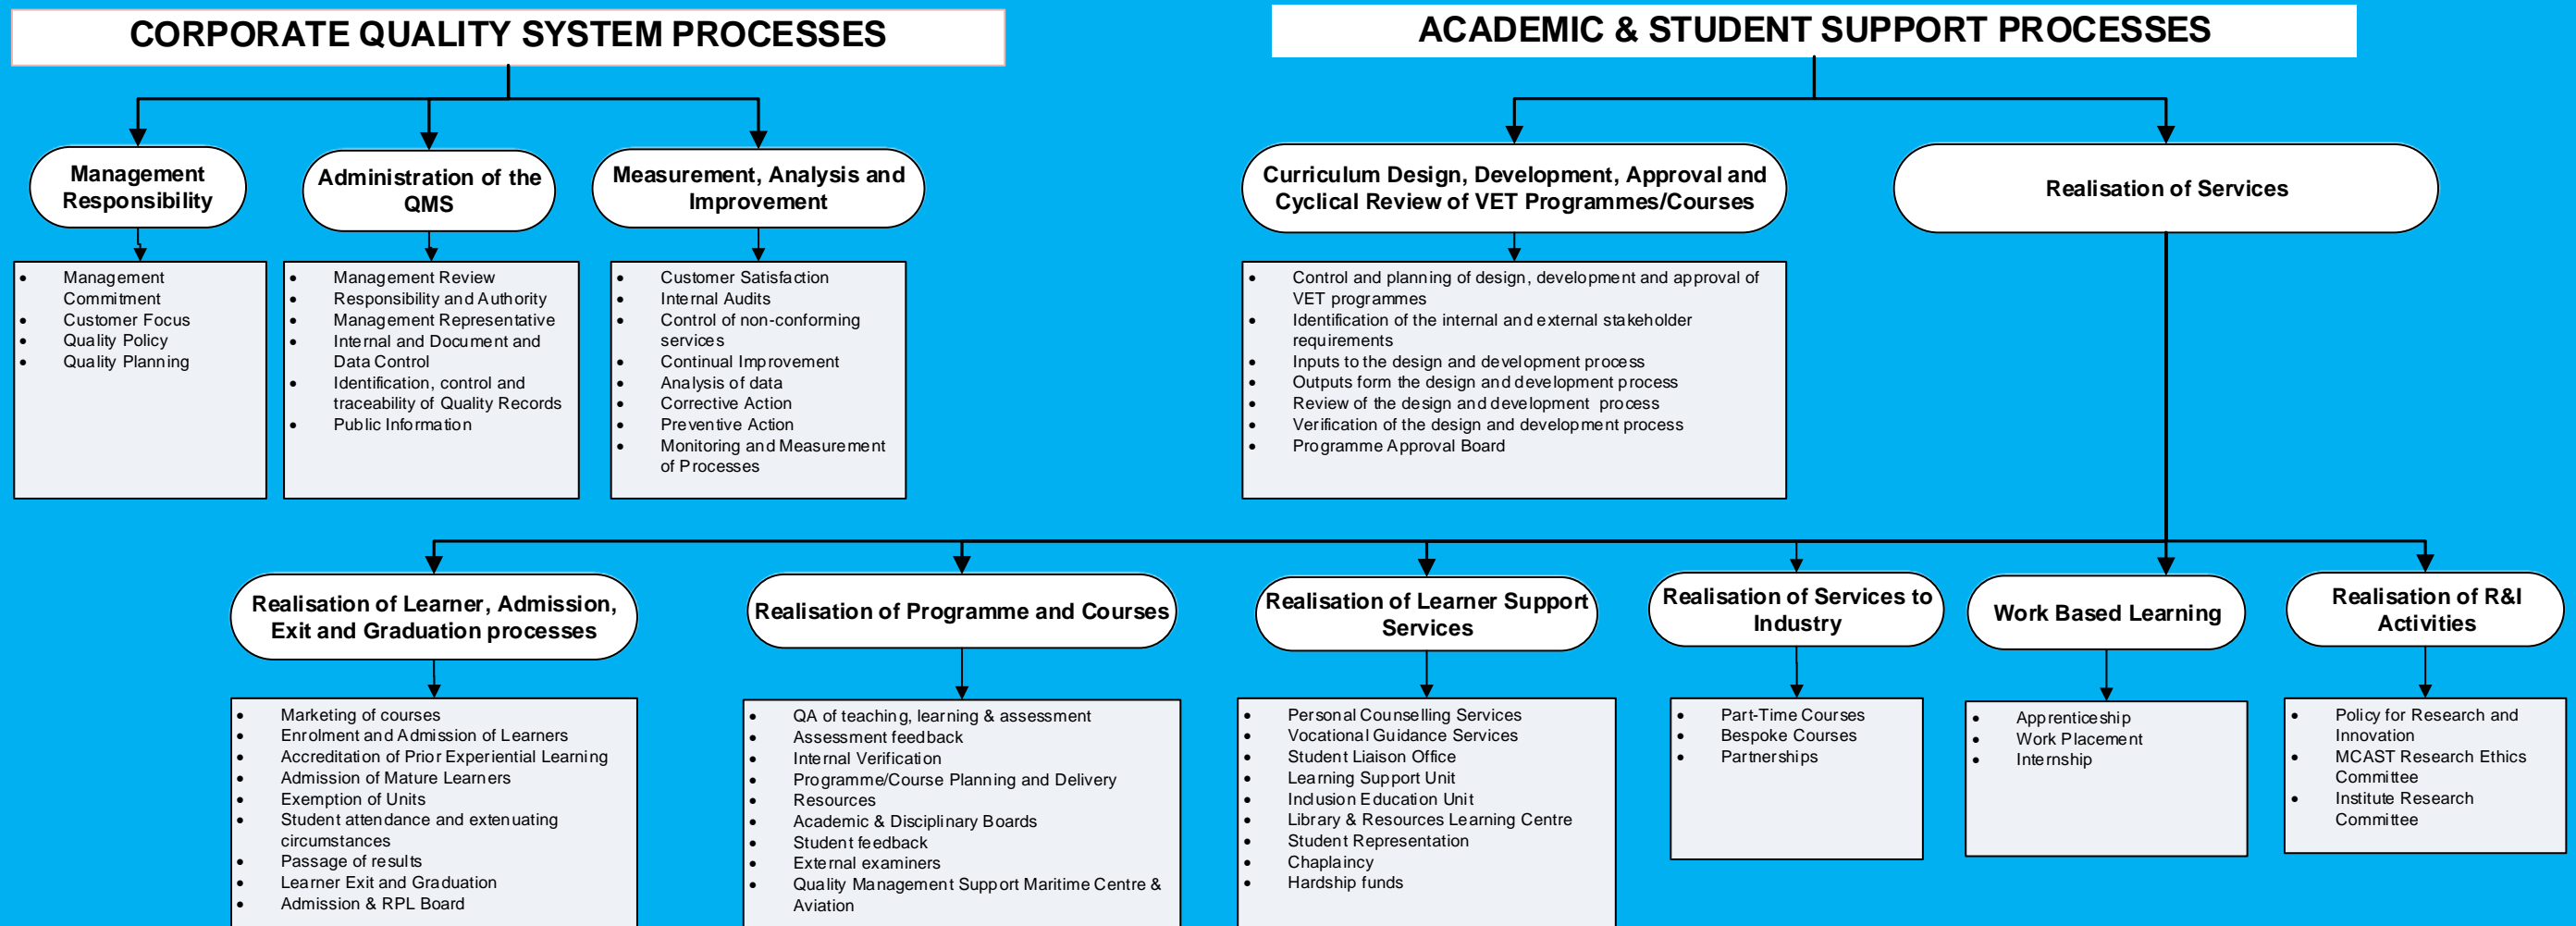 CORPORATE QUALITY SYSTEM PROCESSES
Management
Responsibility
Administration of the
QMS
Measurement, Analysis and
Improvement
• Management
Commitment
• Customer Focus
• Quality Policy
• Quality Planning
• Management Review
• Responsibility and Authority
• Management Representative
• Internal and Document and
Data Control
• Identification, control and
traceability of Quality Records
• Public Information
• Customer Satisfaction
• Internal Audits
• Control of non-conforming
services
• Continual Improvement
• Analysis of data
• Corrective Action
• Preventive Action
• Monitoring and Measurement
of Processes
ACADEMIC & STUDENT SUPPORT PROCESSES
Curriculum Design, Development, Approval and
Cyclical Review of VET Programmes/Courses
Realisation of Services
• Control and planning of design, development and approval of
VET programmes
• Identification of the internal and external stakeholder
requirements
• Inputs to the design and development process
• Outputs form the design and development process
• Review of the design and development process
• Verification of the design and development process
• Programme Approval Board
Realisation of Learner, Admission,
Exit and Graduation processes
• Marketing of courses
• Enrolment and Admission of Learners
• Accreditation of Prior Experiential Learning
• Admission of Mature Learners
• Exemption of Units
• Student attendance and extenuating
circumstances
• Passage of results
• Learner Exit and Graduation
• Admission & RPL Board
Realisation of Programme and Courses
• QA of teaching, learning & assessment
• Assessment feedback
• Internal Verification
• Programme/Course Planning and Delivery
• Resources
• Academic & Disciplinary Boards
• Student feedback
• External examiners
• Quality Management Support Maritime Centre &
Aviation
Realisation of Learner Support
Services
• Personal Counselling Services
• Vocational Guidance Services
• Student Liaison Office
• Learning Support Unit
• Inclusion Education Unit
• Library & Resources Learning Centre
• Student Representation
• Chaplaincy
• Hardship funds
Realisation of Services to
Industry
• Part-Time Courses
• Bespoke Courses
• Partnerships
Work Based Learning
• Apprenticeship
• Work Placement
• Internship
Realisation of R&I
Activities
• Policy for Research and
Innovation
• MCAST Research Ethics
Committee
• Institute Research
Committee